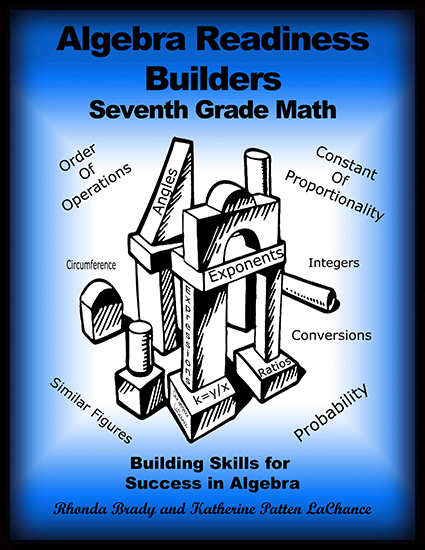 Algebra Readiness
Builders
Seventh Grade Math
Order
Of
Operations
Constant
Of
Proportionality
Angles
Circumference
Exponents
Integers
Expressions
Conversions
Ratios
k=y/x
Similar Figures
Probability
Building Skills for
Success in Algebra
Rhonda Brady and Katherine Patten LaChance